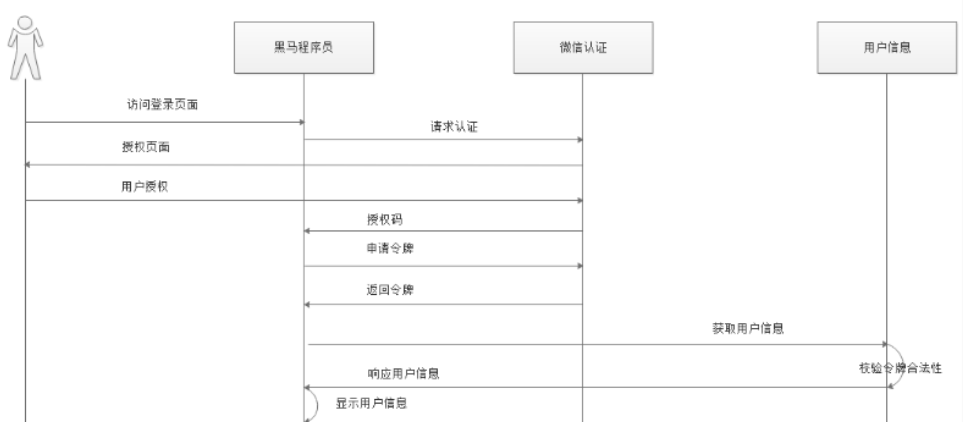 黑马程序员
微信认证
用户信息
访问登录页面
请求认证
授权页面
用户授权
授权码
申请令牌
返回令牌
获取用户信息
校验令牌合法性
响应用户信息
显示用户信息